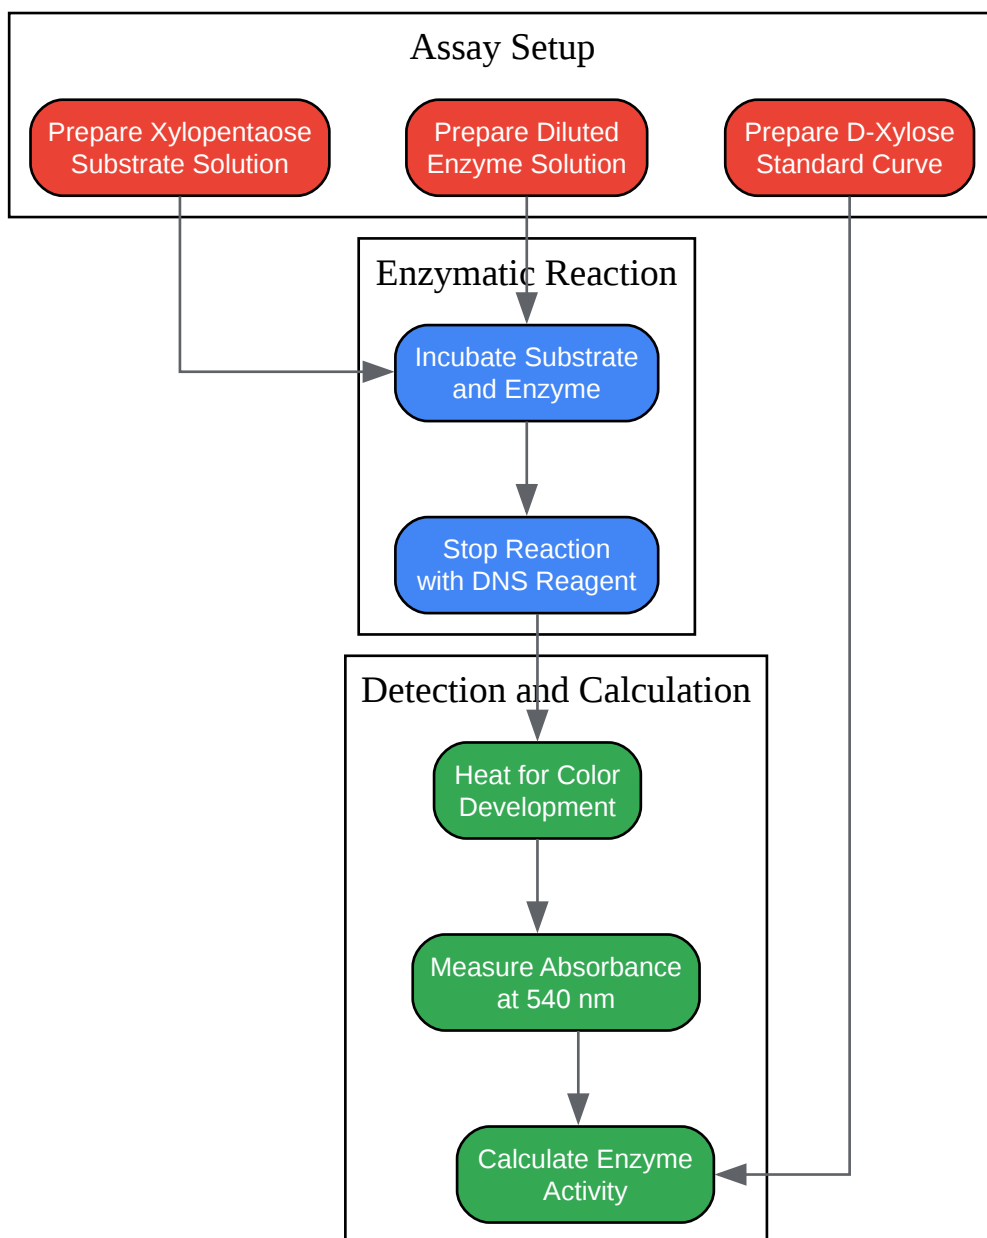 Assay Setup
Prepare Xylopentaose
Substrate Solution
Prepare Diluted
Enzyme Solution
Prepare D-Xylose
Standard Curve
Enzymatic Reaction
Incubate Substrate
and Enzyme
Stop Reaction
with DNS Reagent
Detection and Calculation
Heat for Color
Development
Measure Absorbance
at 540 nm
Calculate Enzyme
Activity